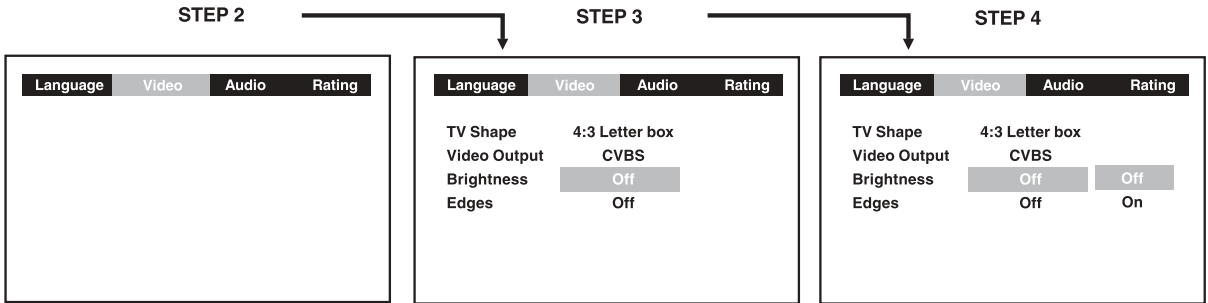 STEP 2
STEP 3
STEP 4
Language Video Audio Rating
Language Video Audio Rating
TV Shape 4:3 Letter box
Video Output CVBS
Brightness Off
Edges Off
Language Video Audio Rating
TV Shape 4:3 Letter box
Video Output CVBS
Brightness Off Off
Edges Off On